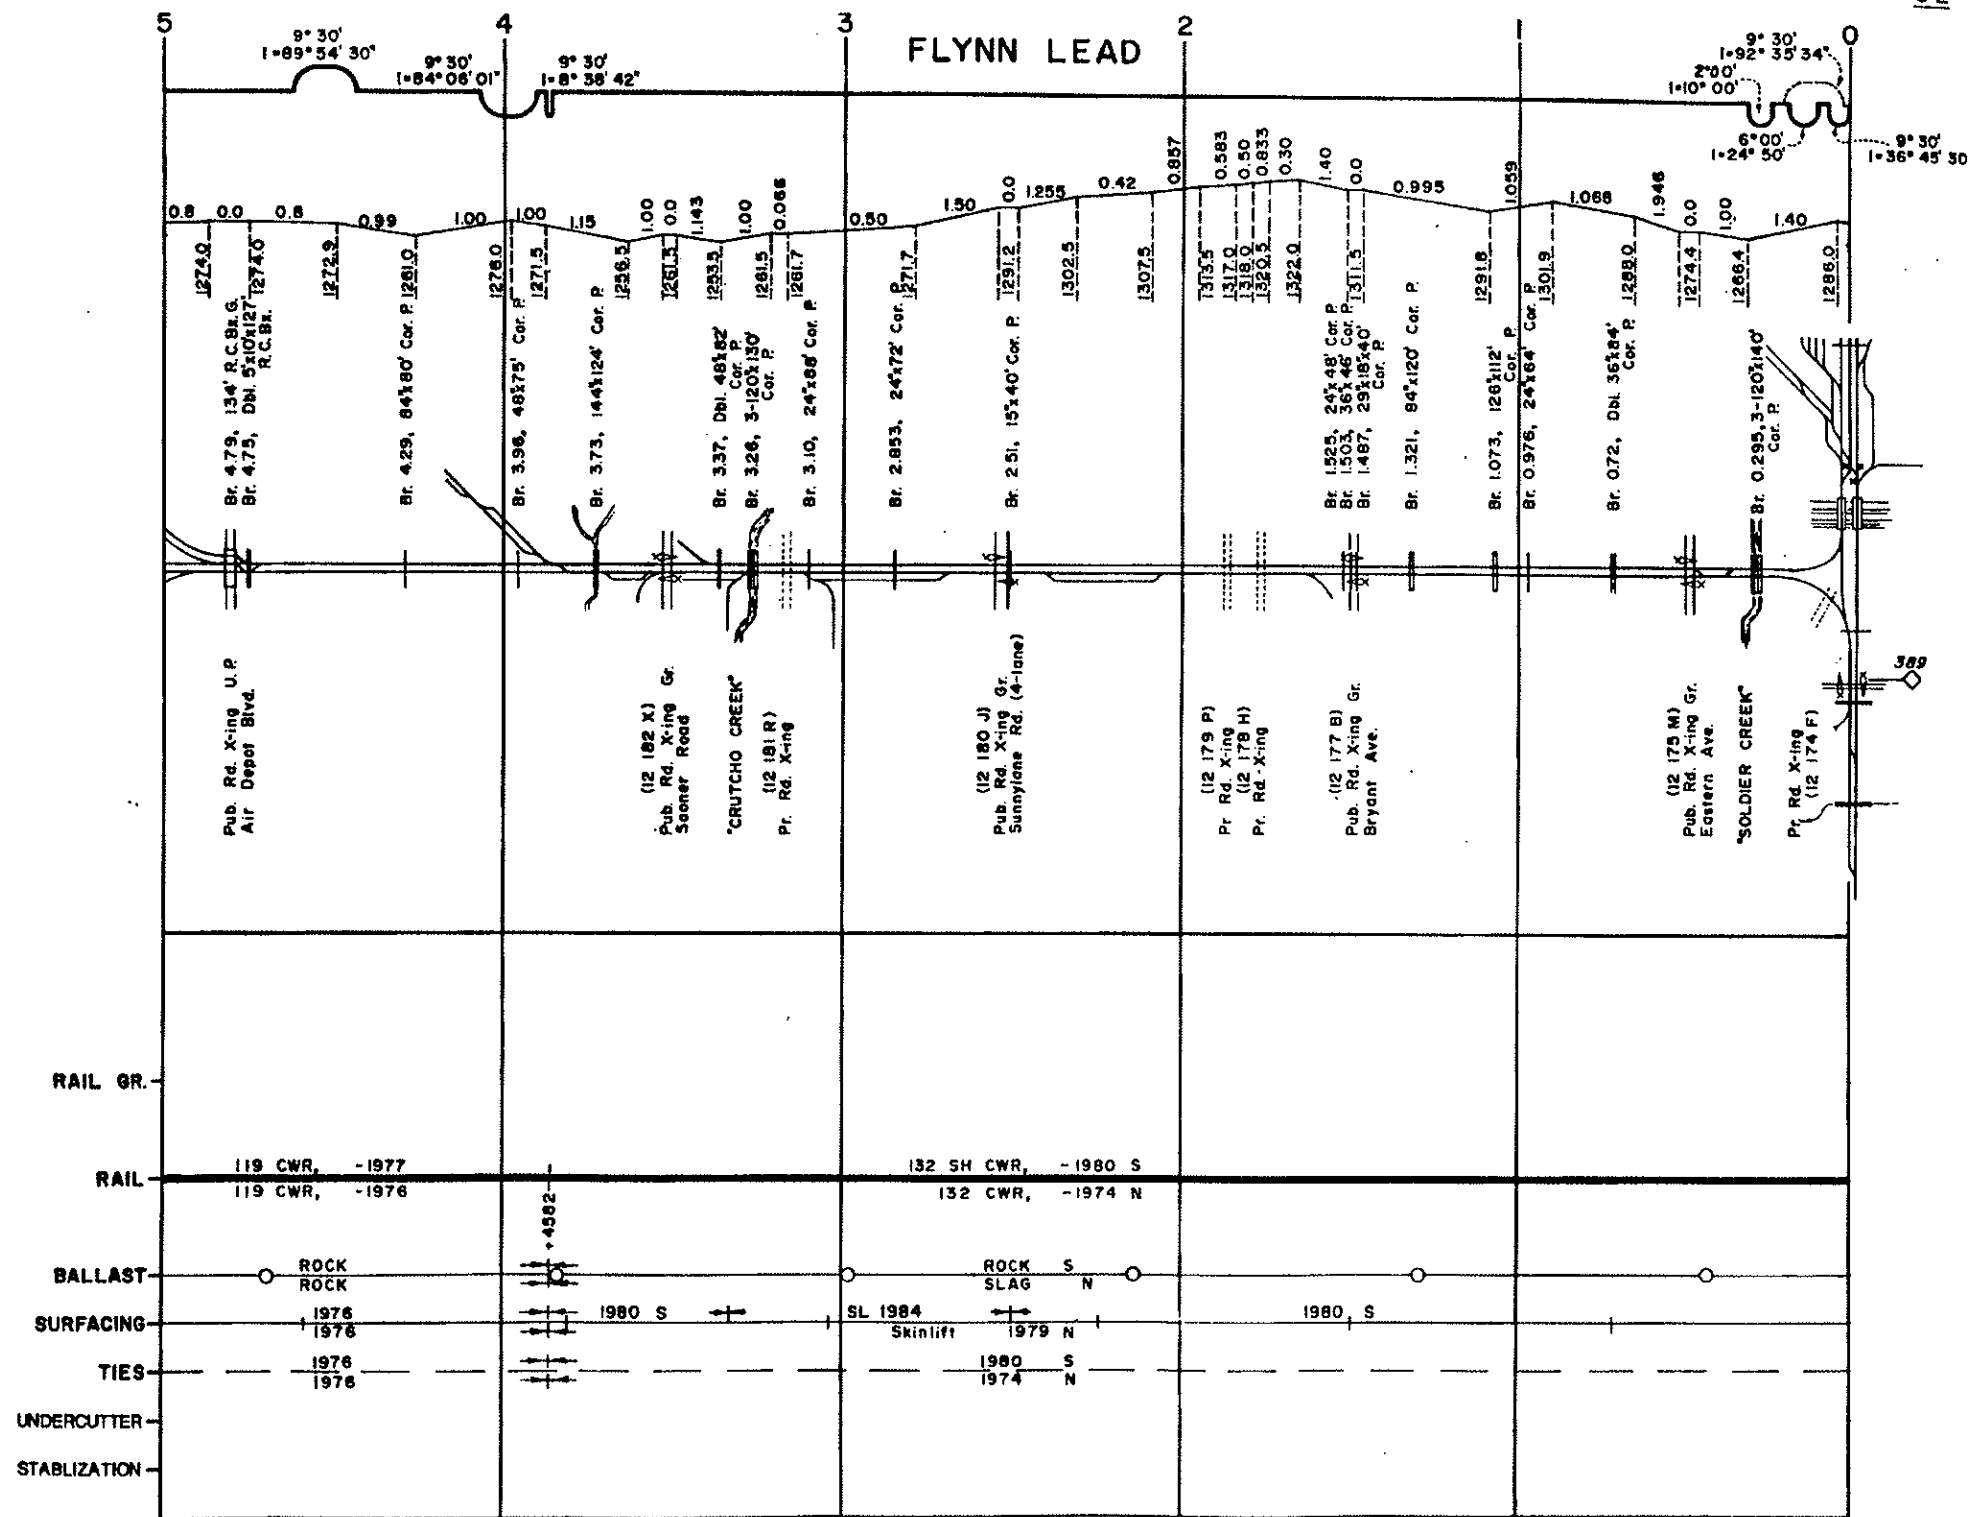 5
4
3
2
1
0
FLYNN LEAD
9° 30'
I=89° 54' 30"
9° 30'
I=84° 06' 01"
9° 30'
I=8° 38' 42"
9° 30'
I=92° 35' 34"
2°00'
I=10° 00'
6°00'
I=24° 50'
9° 30'
I=36° 45' 30
0.8
0.0
0.8
0.99
1.00
1.00
1.15
1.00
0.0
1.143
1.00
0.066
0.50
1.50
0.0
1.255
0.42
0.857
0.583
0.50
0.833
0.30
1.40
0.0
0.995
1.059
1.068
1.946
0.0
1.00
1.40
1274.0
1274.0
1272.9
1261.0
1276.0
1271.5
1256.5
1261.5
1253.5
1261.5
1261.7
1271.7
1291.2
1302.5
1307.5
1313.5
1317.0
1318.0
1320.5
1322.0
1311.5
1291.8
1301.9
1288.0
1274.4
1266.4
1286.0
Br. 4.79, 134' R.C. Bx. G.
Br. 4.75, Dbl. 5'x10'x127'
R.C. Bx.
Br. 4.29, 84"x80' Cor. P.
Br. 3.96, 48"x75' Cor. P.
Br. 3.73, 144"x124' Cor. P.
Br. 3.37, Dbl. 48"x82'
Cor. P.
Br. 3.26, 3-120"x130'
Cor. P.
Br. 3.10, 24"x88' Cor. P.
Br. 2.853, 24"x72' Cor. P.
Br. 2.51, 15"x40' Cor. P.
Br. 1.525, 24"x48' Cor. P.
Br. 1.503, 36"x46' Cor. P.
Br. 1.487, 29"x18"x40'
Cor. P.
Br. 1.321, 84"x120' Cor. P.
Br. 1.073, 126"x112'
Cor. P.
Br. 0.976, 24"x64' Cor. P.
Br. 0.72, Dbl. 36"x84'
Cor. P.
Br. 0.295, 3-120"x140'
Cor. P.
Pub. Rd. X-ing U.P.
Air Depot Blvd.
(12 182 X)
Pub. Rd. X-ing Gr.
Sooner Road
"CRUTCHO CREEK"
(12 181 R)
Pr. Rd. X-ing
(12 180 J)
Pub. Rd. X-ing Gr.
Sunnylane Rd. (4-lane)
(12 179 P)
Pr Rd. X-ing
(12 178 H)
Pr. Rd. X-ing
(12 177 B)
Pub. Rd. X-ing Gr.
Bryant Ave.
(12 175 M)
Pub. Rd. X-ing Gr.
Eastern Ave.
"SOLDIER CREEK"
Pr. Rd. X-ing
(12 174 F)
389
RAIL GR.
RAIL
119 CWR, -1977
119 CWR, -1976
132 SH CWR, -1980 S
132 CWR, -1974 N
+4582
BALLAST
ROCK
ROCK
ROCK S
SLAG N
SURFACING
1976
1976
1980 S
SL 1984
Skinlift 1979 N
1980 S
TIES
1976
1976
1980 S
1974 N
UNDERCUTTER
STABLIZATION